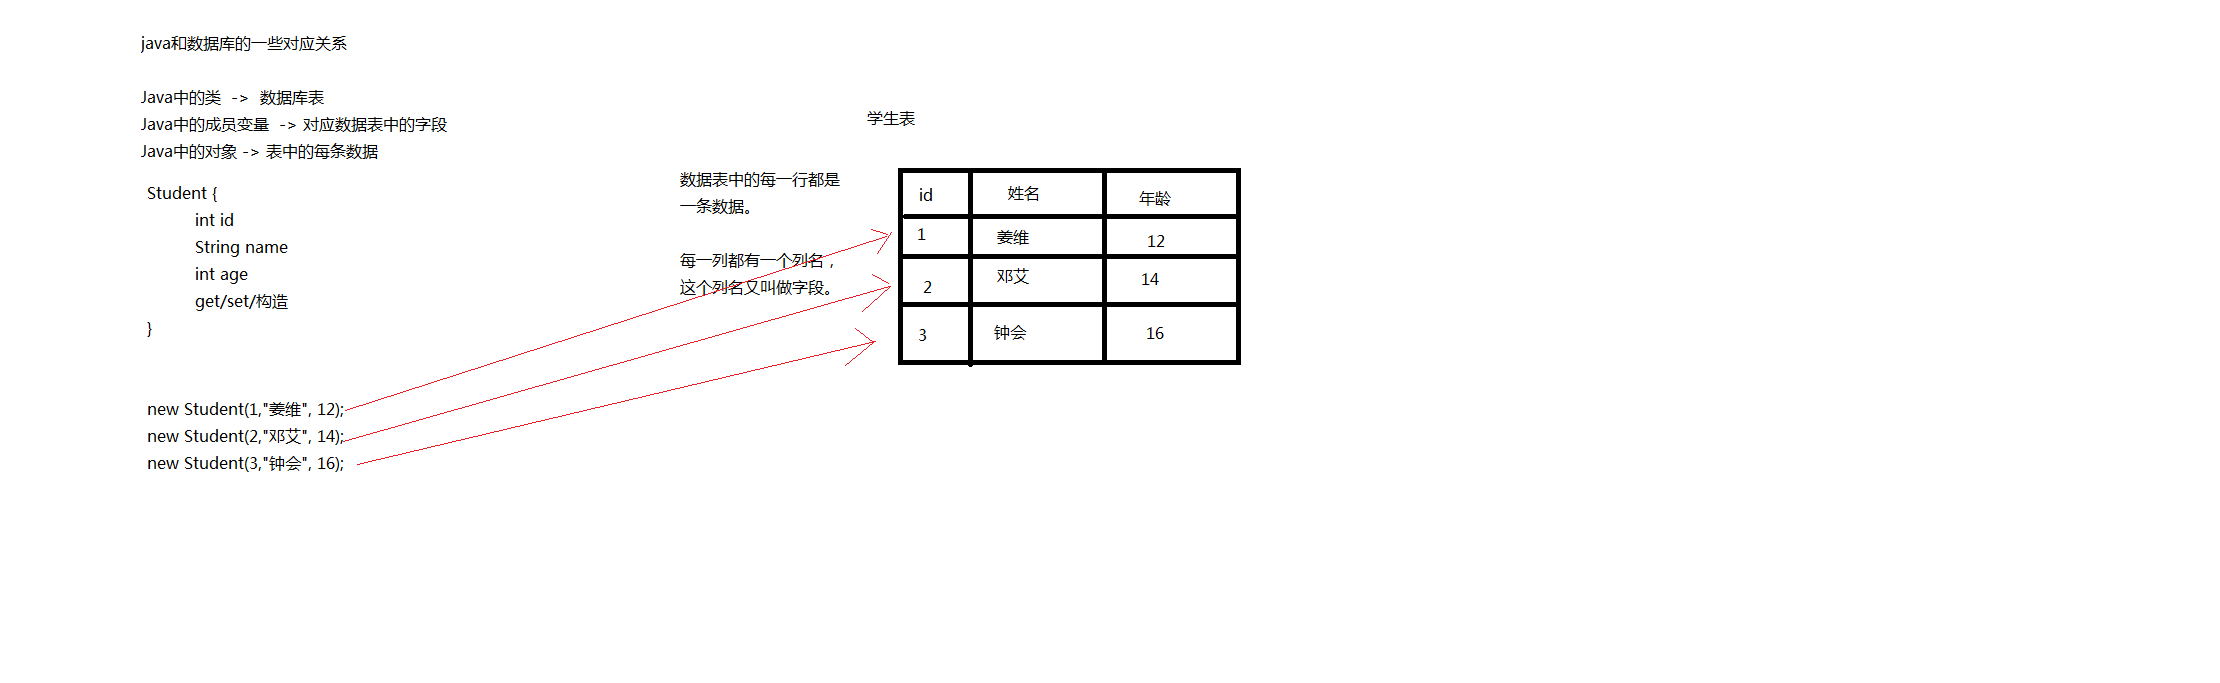 java和数据库的一些对应关系
Java中的类 -> 数据库表
Java中的成员变量 -> 对应数据表中的字段
Java中的对象 -> 表中的每条数据
Student {
int id
String name
int age
get/set/构造
}
new Student(1,"姜维", 12);
new Student(2,"邓艾", 14);
new Student(3,"钟会", 16);
数据表中的每一行都是
一条数据。
每一列都有一个列名，
这个列名又叫做字段。
学生表
id 姓名 年龄
1 姜维 12
2 邓艾 14
3 钟会 16